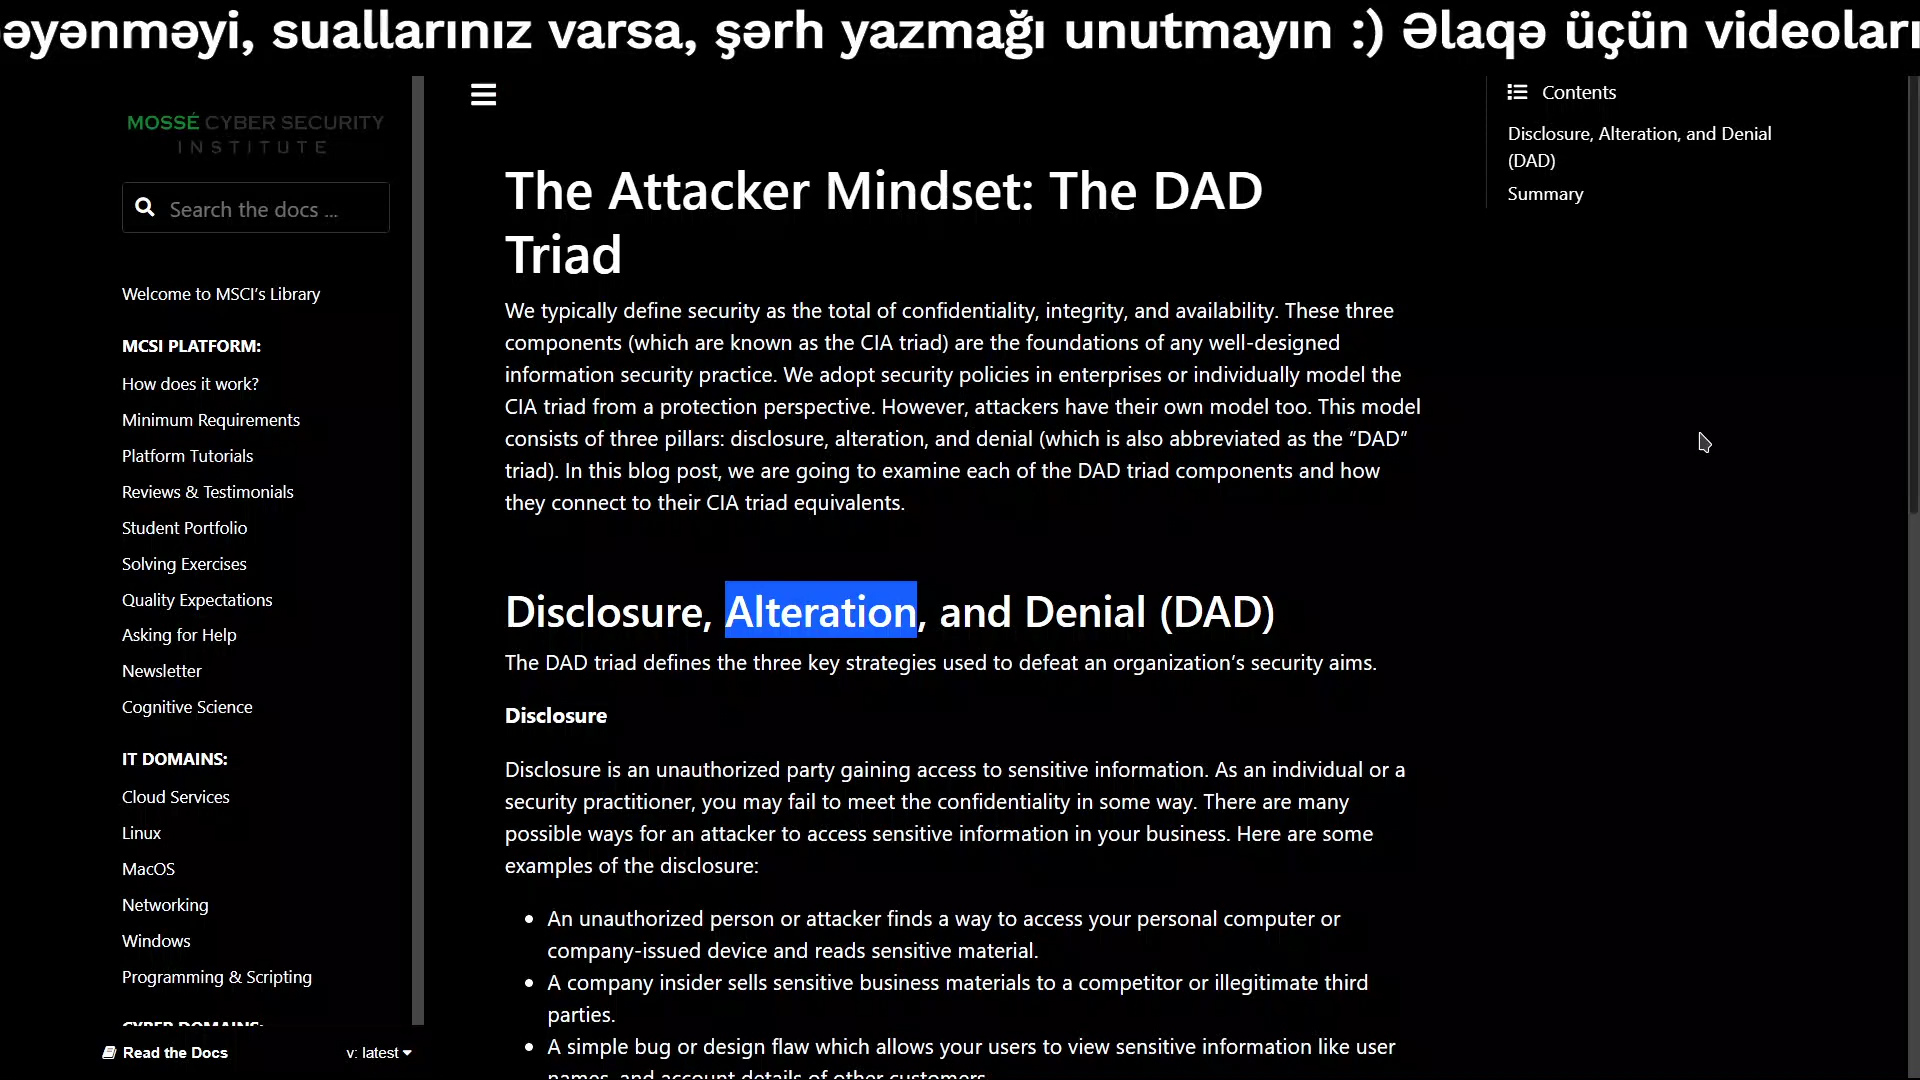 əyənməyi, suallarınız varsa, şərh yazmağı unutmayın :) Əlaqə üçün videoları
MOSSÉ CYBER SECURITY
INSTITUTE
Search the docs ...
Welcome to MSCI's Library
MCSI PLATFORM:
How does it work?
Minimum Requirements
Platform Tutorials
Reviews & Testimonials
Student Portfolio
Solving Exercises
Quality Expectations
Asking for Help
Newsletter
Cognitive Science
IT DOMAINS:
Cloud Services
Linux
MacOS
Networking
Windows
Programming & Scripting
CYBER DOMAINS:
Read the Docs
v: latest
The Attacker Mindset: The DAD
Triad
We typically define security as the total of confidentiality, integrity, and availability. These three
components (which are known as the CIA triad) are the foundations of any well-designed
information security practice. We adopt security policies in enterprises or individually model the
CIA triad from a protection perspective. However, attackers have their own model too. This model
consists of three pillars: disclosure, alteration, and denial (which is also abbreviated as the “DAD”
triad). In this blog post, we are going to examine each of the DAD triad components and how
they connect to their CIA triad equivalents.
Disclosure, Alteration, and Denial (DAD)
The DAD triad defines the three key strategies used to defeat an organization's security aims.
Disclosure
Disclosure is an unauthorized party gaining access to sensitive information. As an individual or a
security practitioner, you may fail to meet the confidentiality in some way. There are many
possible ways for an attacker to access sensitive information in your business. Here are some
examples of the disclosure:
• An unauthorized person or attacker finds a way to access your personal computer or
company-issued device and reads sensitive material.
• A company insider sells sensitive business materials to a competitor or illegitimate third
parties.
• A simple bug or design flaw which allows your users to view sensitive information like user
names, and account details of other customers.
Contents
Disclosure, Alteration, and Denial
(DAD)
Summary